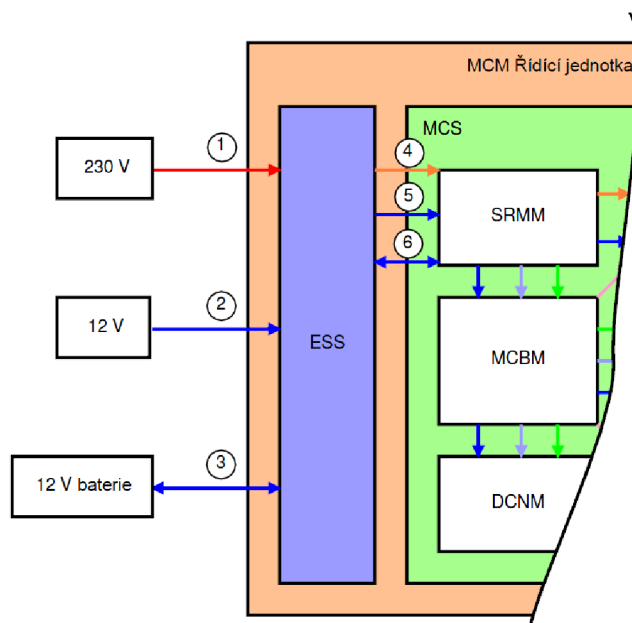 MCM Řídící jednotka
MCS
1
230 V
4
5
SRMM
6
2
12 V
ESS
MCBM
3
12 V baterie
DCNM